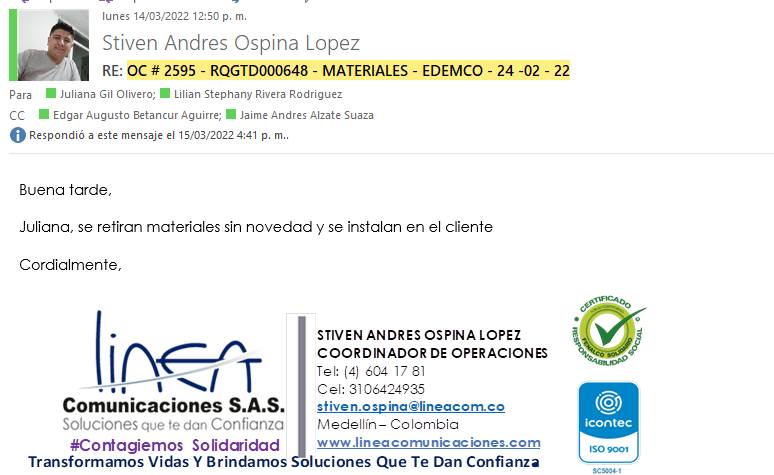 lunes 14/03/2022 12:50 p. m.
Stiven Andres Ospina Lopez
RE: OC # 2595 - RQGTD000648 - MATERIALES - EDEMCO - 24 -02 - 22
Para Juliana Gil Olivero; Lilian Stephany Rivera Rodriguez
CC Edgar Augusto Betancur Aguirre; Jaime Andres Alzate Suaza
Respondió a este mensaje el 15/03/2022 4:41 p. m..
Buena tarde,
Juliana, se retiran materiales sin novedad y se instalan en el cliente
Cordialmente,
linea
Comunicaciones S.A.S.
Soluciones que te dan Confianza
#Contagiemos Solidaridad
STIVEN ANDRES OSPINA LOPEZ
COORDINADOR DE OPERACIONES
Tel: (4) 604 17 81
Cel: 3106424935
stiven.ospina@lineacom.co
Medellín – Colombia
www.lineacomunicaciones.com
Transformamos Vidas Y Brindamos Soluciones Que Te Dan Confianza
CERTIFICADO
FENALCO SOLIDARIO
RESPONSABILIDAD SOCIAL
icontec
ISO 9001
SC5004-1